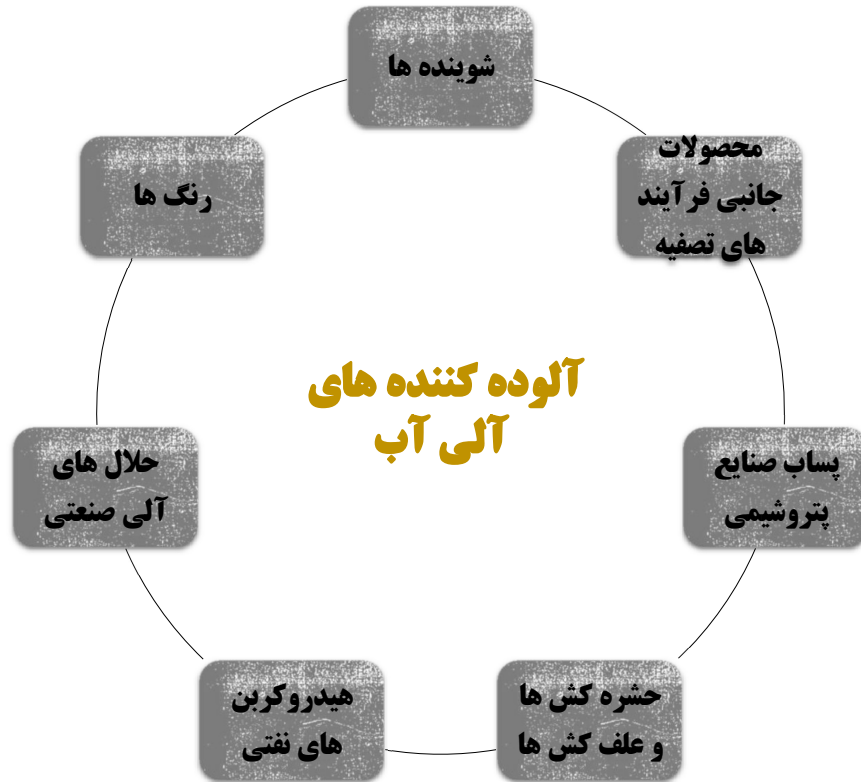 شوینده ها
محصولات
جانبی فرآیند
های تصفیه
رنگ ها
آلوده کننده های
آلی آب
پساب صنایع
پتروشیمی
حلال های
آلی صنعتی
حشره کش ها
و علف کش ها
هیدروکربن
های نفتی